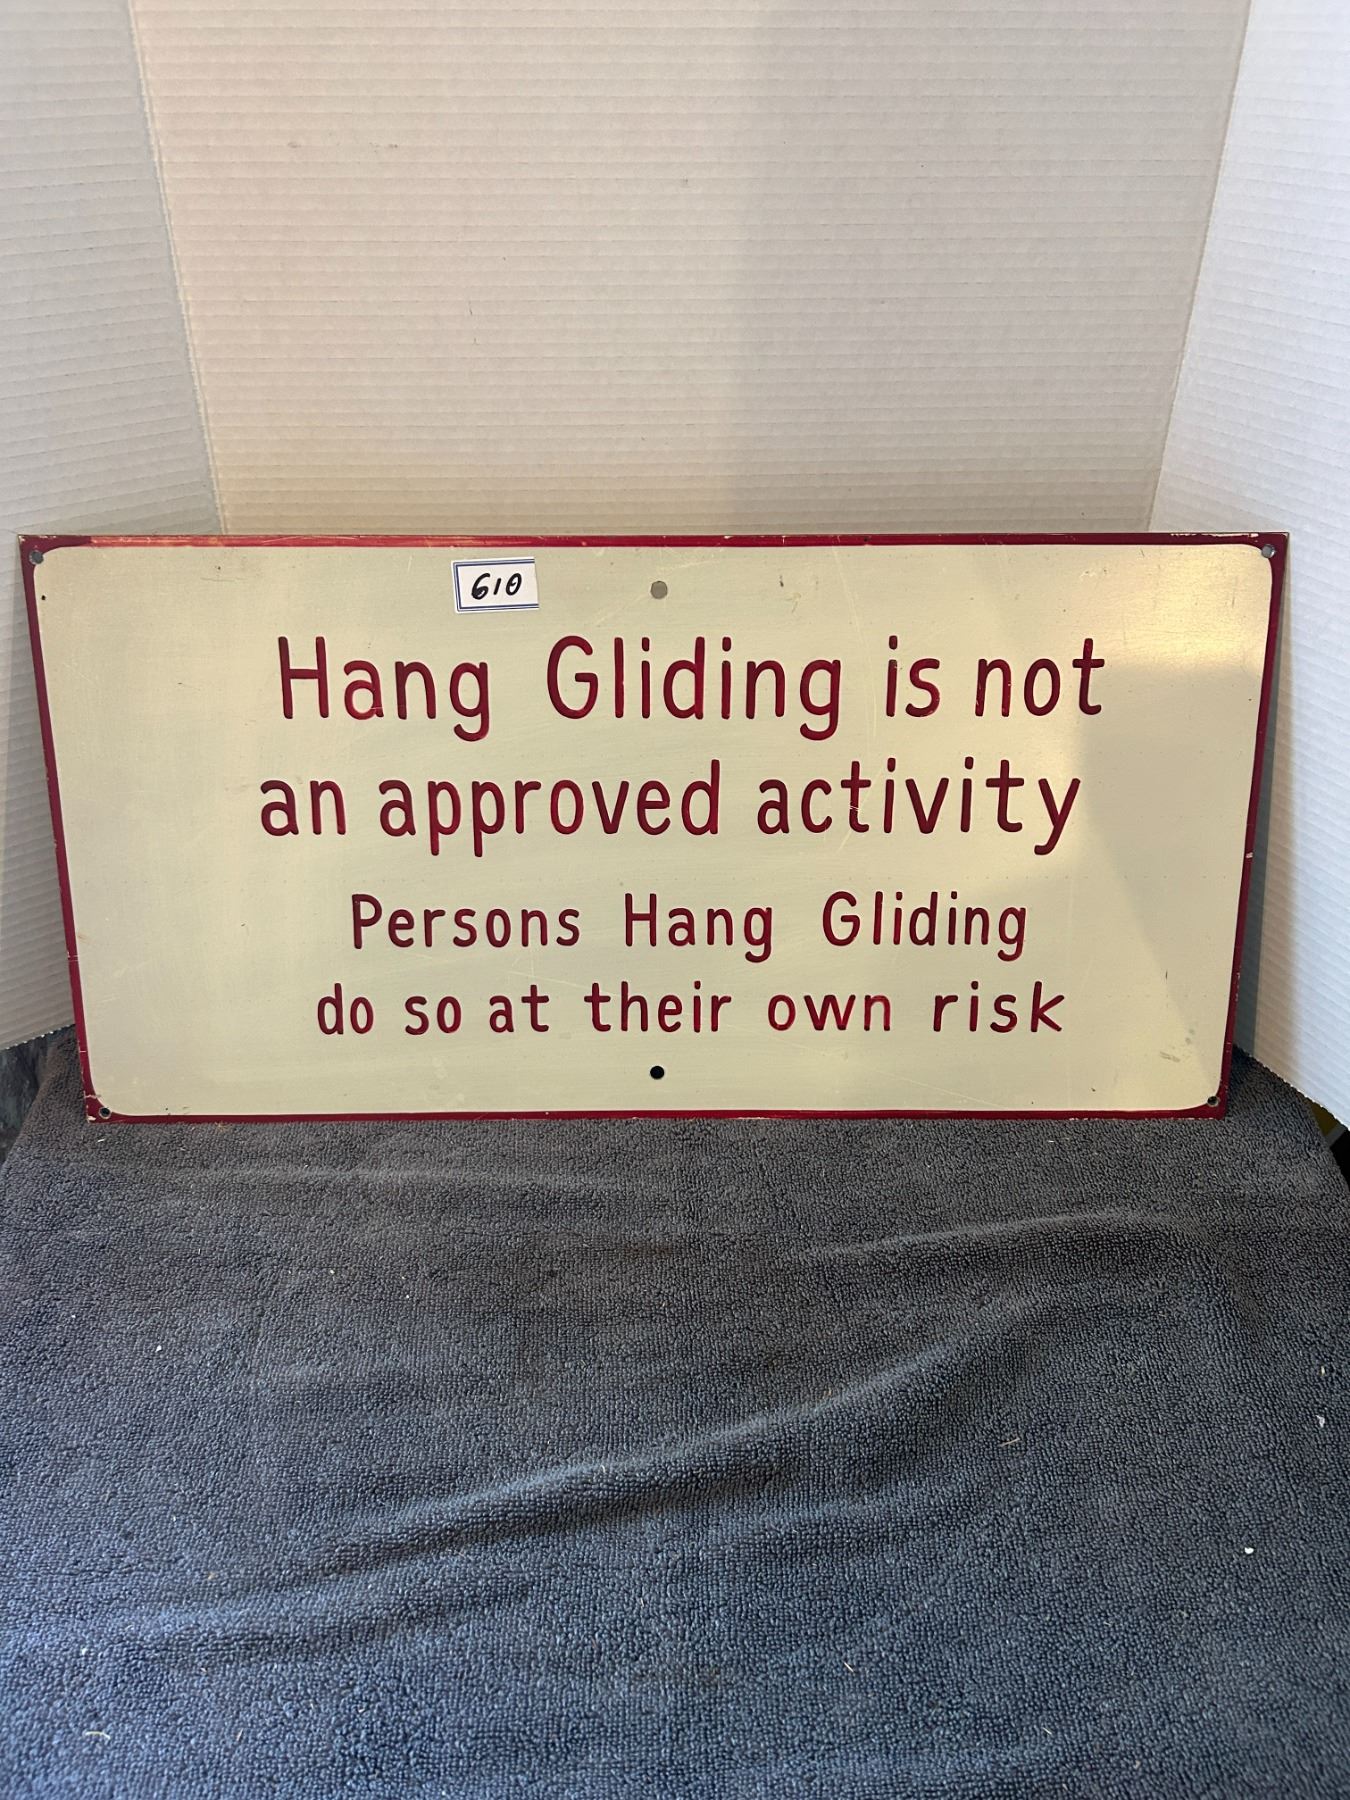 610
Hang Gliding is not
an approved activity
Persons Hang Gliding
do so at their own risk